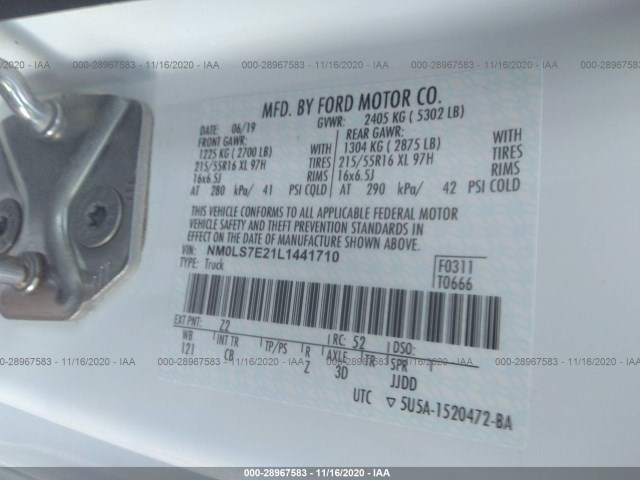 000-28967583 - 11/16/2020 - IAA
000-28967583 - 11/16/2020 - IAA
000-28967583 - 11/16/2020 - IAA
MFD. BY FORD MOTOR CO.
DATE 06/19 GVWR: 2405 KG ( 5302 LB)
FRONT GAWR: REAR GAWR:
1225 KG ( 2700 LB) WITH 1304 KG ( 2875 LB) WITH
215/55R16 XL 97H TIRES 215/55R16 XL 97H TIRES
16x6.5J RIMS 16x6.5J RIMS
AT 280 kPa/ 41 PSI COLD AT 290 kPa/ 42 PSI COLD
THIS VEHICLE CONFORMS TO ALL APPLICABLE FEDERAL MOTOR
VEHICLE SAFETY AND THEFT PREVENTION STANDARDS IN
EFFECT ON THE DATE OF MANUFACTURE SHOWN ABOVE.
VIN: NM0LS7E21L1441710
TYPE: Truck
F0311
T0666
EXT PNT: Z2 RC: 52 DSO:
WB INT TR TP/PS R AXLE TR SPR
121 CB Z 3D JJDD
UTC ▽ 5U5A-1520472-BA
000-28967583 - 11/16/2020 - IAA
000-28967583 - 11/16/2020 - IAA
000-28967583 - 11/16/2020 - IAA
000-28967583 - 11/16/2020 - IAA